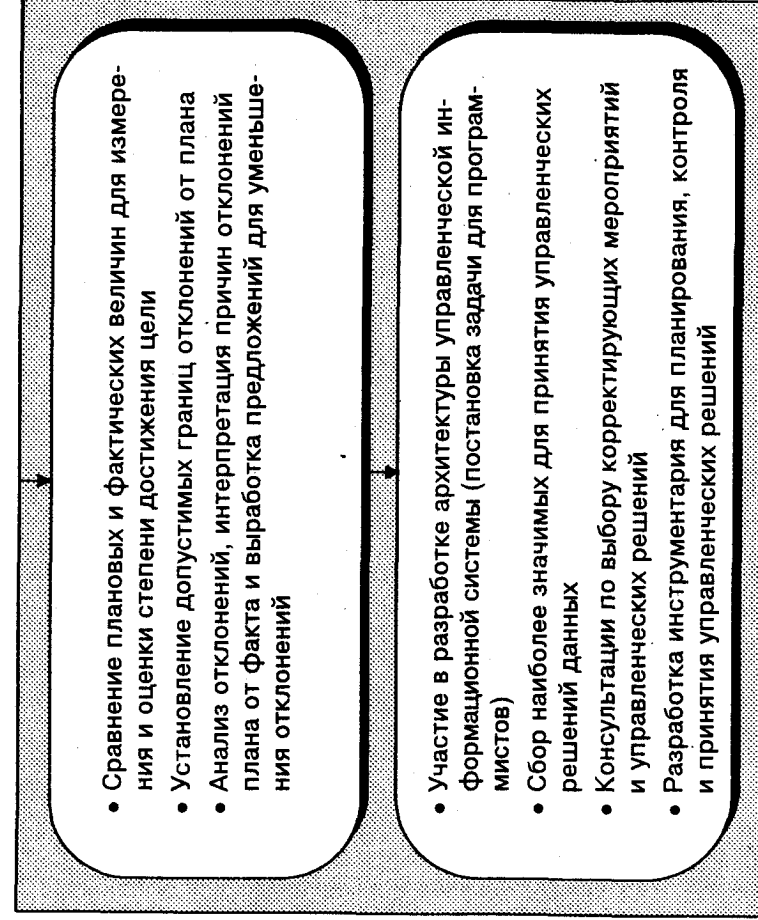 • Сравнение плановых и фактических величин для измере-
ния и оценки степени достижения цели
• Установление допустимых границ отклонений от плана
• Анализ отклонений, интерпретация причин отклонений
плана от факта и выработка предложений для уменьше-
ния отклонений
• Участие в разработке архитектуры управленческой ин-
формационной системы (постановка задачи для програм-
мистов)
• Сбор наиболее значимых для принятия управленческих
решений данных
• Консультации по выбору корректирующих мероприятий
и управленческих решений
• Разработка инструментария для планирования, контроля
и принятия управленческих решений